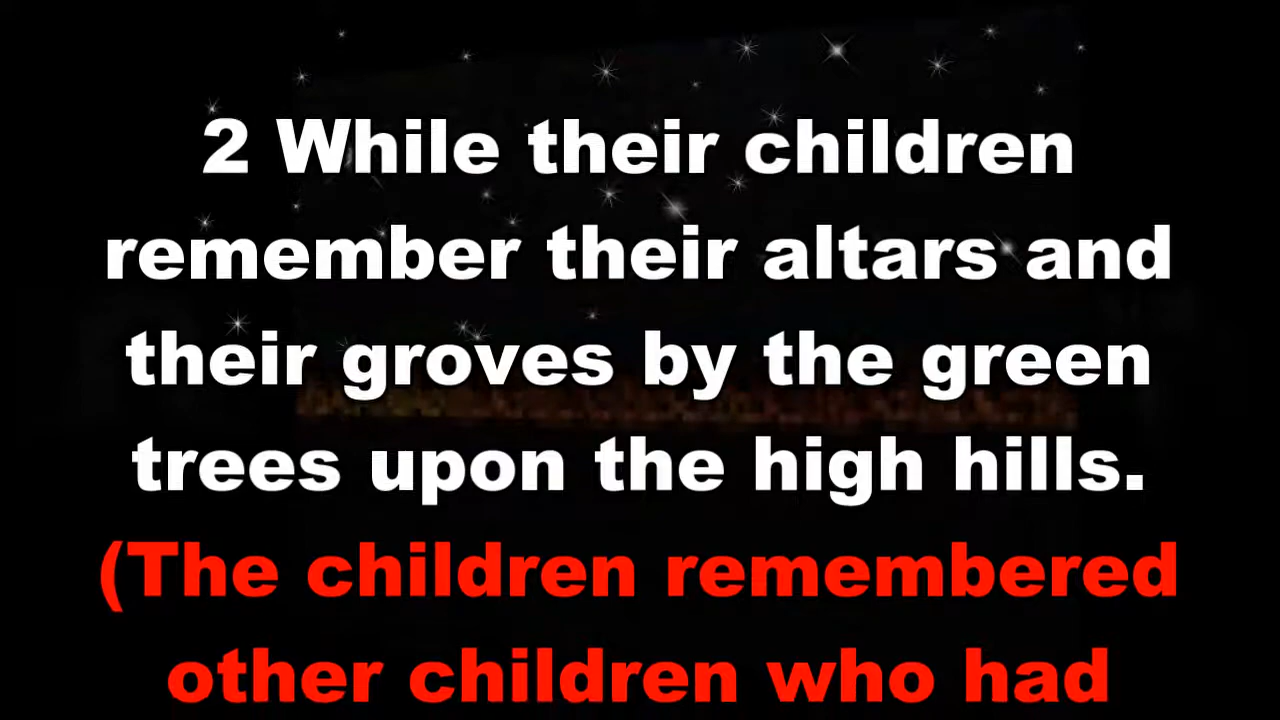 2 While their children
remember their altars and
their groves by the green
trees upon the high hills.
(The children remembered
other children who had